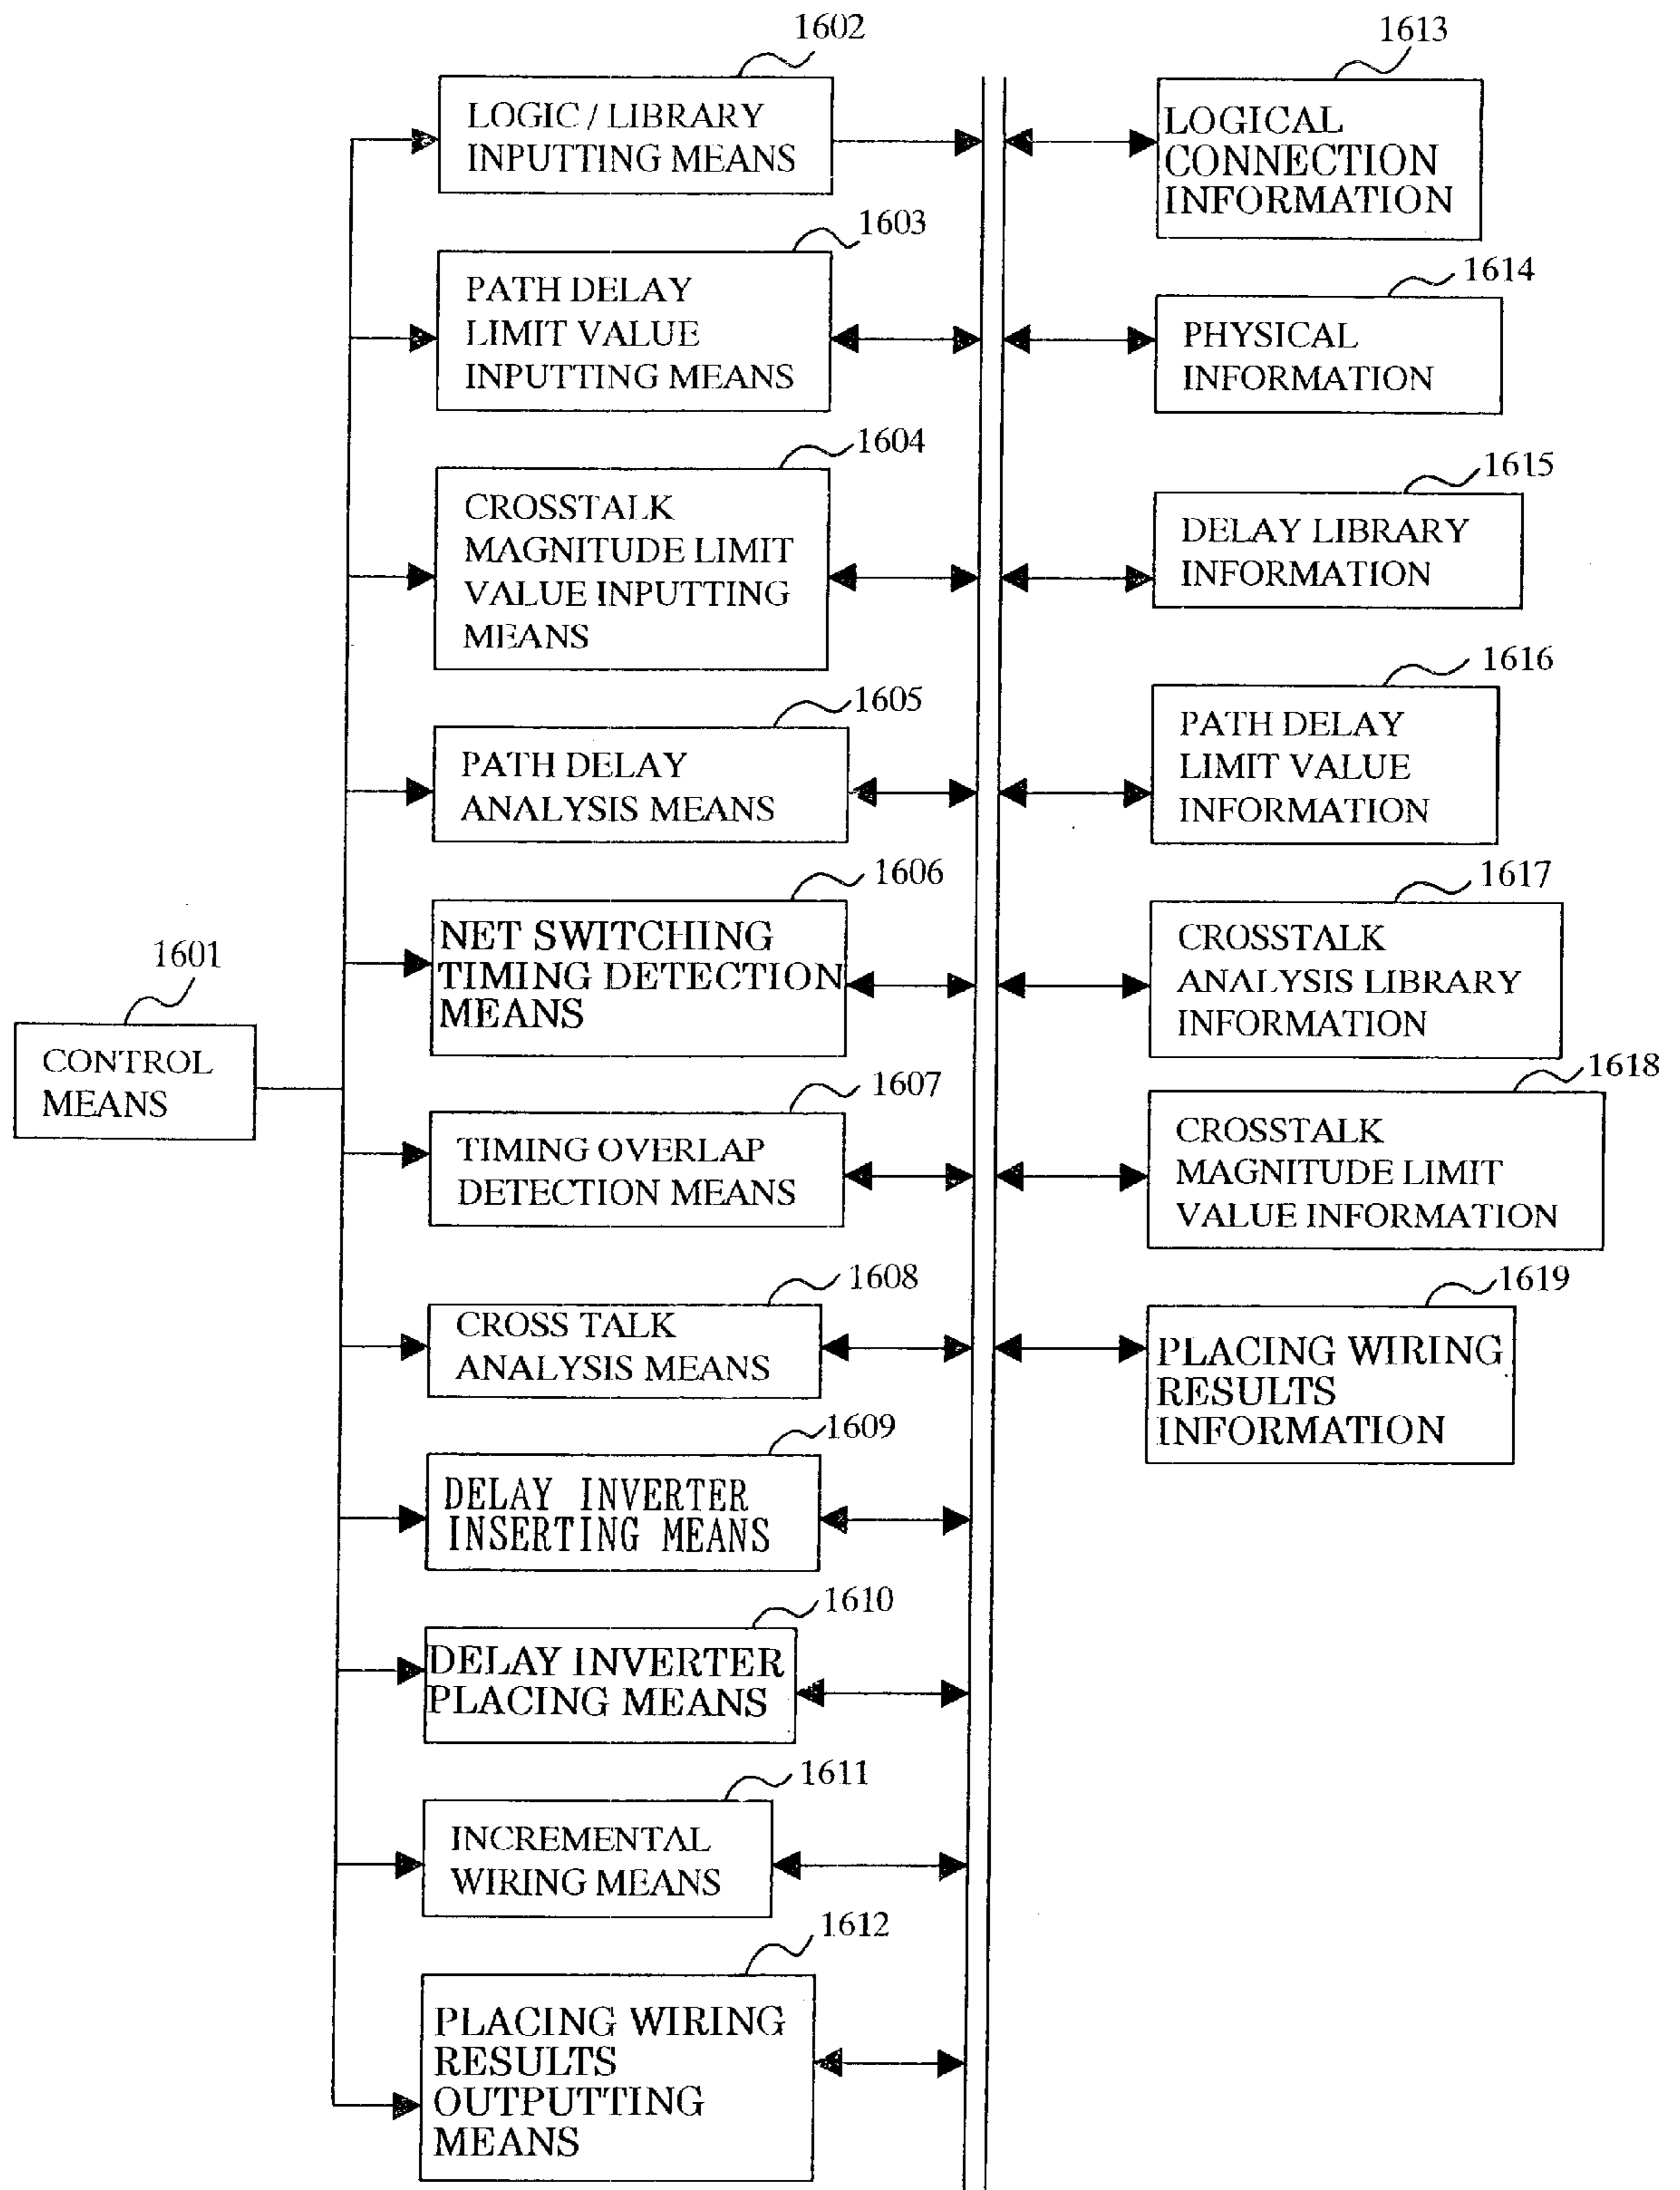 1602
LOGIC / LIBRARY
INPUTTING MEANS
1603
PATH DELAY
LIMIT VALUE
INPUTTING MEANS
1604
CROSSTALK
MAGNITUDE LIMIT
VALUE INPUTTING
MEANS
1605
PATH DELAY
ANALYSIS MEANS
1606
NET SWITCHING
TIMING DETECTION
MEANS
1601
CONTROL
MEANS
1607
TIMING OVERLAP
DETECTION MEANS
1608
CROSS TALK
ANALYSIS MEANS
1609
DELAY INVERTER
INSERTING MEANS
1610
DELAY INVERTER
PLACING MEANS
1611
INCREMENTAL
WIRING MEANS
1612
PLACING WIRING
RESULTS
OUTPUTTING
MEANS
1613
LOGICAL
CONNECTION
INFORMATION
1614
PHYSICAL
INFORMATION
1615
DELAY LIBRARY
INFORMATION
1616
PATH DELAY
LIMIT VALUE
INFORMATION
1617
CROSSTALK
ANALYSIS LIBRARY
INFORMATION
1618
CROSSTALK
MAGNITUDE LIMIT
VALUE INFORMATION
1619
PLACING WIRING
RESULTS
INFORMATION